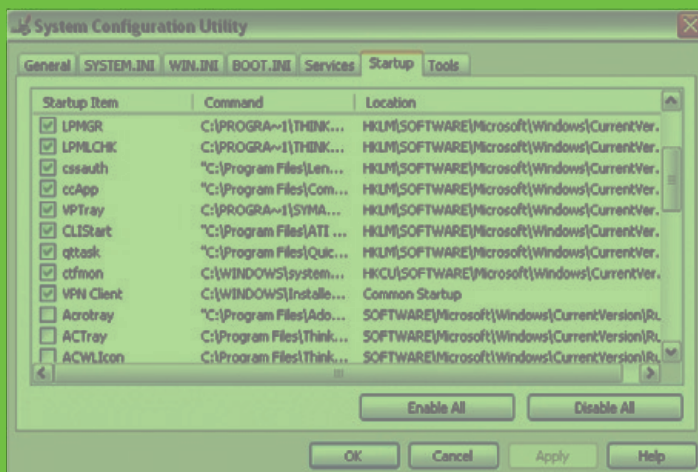 System Configuration Utility
General SYSTEM.INI WIN.INI BOOT.INI Services Startup Tools
Startup Item Command Location
LPMGR C:\PROGRA~1\THINK... HKLM\SOFTWARE\Microsoft\Windows\CurrentVer.
LPMLCHK C:\PROGRA~1\THINK... HKLM\SOFTWARE\Microsoft\Windows\CurrentVer.
cssauth "C:\Program Files\Len... HKLM\SOFTWARE\Microsoft\Windows\CurrentVer.
ccApp "C:\Program Files\Com... HKLM\SOFTWARE\Microsoft\Windows\CurrentVer.
VPTray C:\PROGRA~1\SYMA... HKLM\SOFTWARE\Microsoft\Windows\CurrentVer.
CLIStart "C:\Program Files\ATI ... HKLM\SOFTWARE\Microsoft\Windows\CurrentVer.
qttask "C:\Program Files\Quic... HKLM\SOFTWARE\Microsoft\Windows\CurrentVer.
ctfmon C:\WINDOWS\system... HKCU\SOFTWARE\Microsoft\Windows\CurrentVer.
VPN Client C:\WINDOWS\Installe... Common Startup
Acrotray "C:\Program Files\Ado... SOFTWARE\Microsoft\Windows\CurrentVersion\Ru
ACTray C:\Program Files\Think... SOFTWARE\Microsoft\Windows\CurrentVersion\Ru
ACWLIcon C:\Program Files\Think... SOFTWARE\Microsoft\Windows\CurrentVersion\Ru
Enable All Disable All
OK Cancel Apply Help